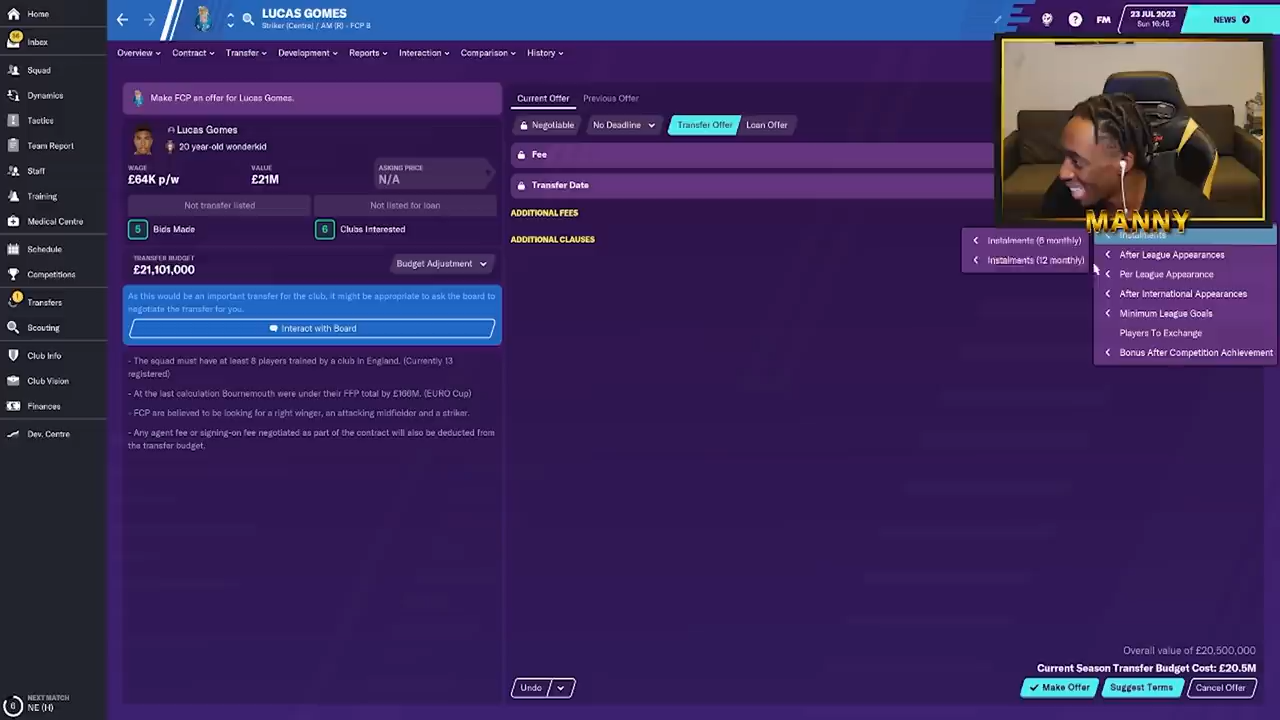 Home
LUCAS GOMES
Striker (Centre) / AM (R) - FCP B
FM
23 JUL 2023
Sun 16:45
NEWS
Inbox
Squad
Dynamics
Tactics
Team Report
Staff
Training
Medical Centre
Schedule
Competitions
Transfers
Scouting
Club Info
Club Vision
Finances
Dev. Centre
NEXT MATCH
NE (H)
6
Overview
Contract
Transfer
Development
Reports
Interaction
Comparison
History
Make FCP an offer for Lucas Gomes.
Lucas Gomes
20 year-old wonderkid
WAGE
£64K p/w
VALUE
£21M
ASKING PRICE
N/A
Not transfer listed
Not listed for loan
5 Bids Made
6 Clubs Interested
TRANSFER BUDGET
£21,101,000
Budget Adjustment
As this would be an important transfer for the club, it might be appropriate to ask the board to
negotiate the transfer for you.
Interact with Board
- The squad must have at least 8 players trained by a club in England. (Currently 13
registered)
- At the last calculation Bournemouth were under their FFP total by £166M. (EURO Cup)
- FCP are believed to be looking for a right winger, an attacking midfielder and a striker.
- Any agent fee or signing-on fee negotiated as part of the contract will also be deducted from
the transfer budget.
Current Offer
Previous Offer
Negotiable
No Deadline
Transfer Offer
Loan Offer
Fee
Transfer Date
ADDITIONAL FEES
ADDITIONAL CLAUSES
MANNY
Instalments
Instalments (6 monthly)
Instalments (12 monthly)
After League Appearances
Per League Appearance
After International Appearances
Minimum League Goals
Players To Exchange
Bonus After Competition Achievement
Overall value of £20,500,000
Current Season Transfer Budget Cost: £20.5M
Undo
Make Offer
Suggest Terms
Cancel Offer